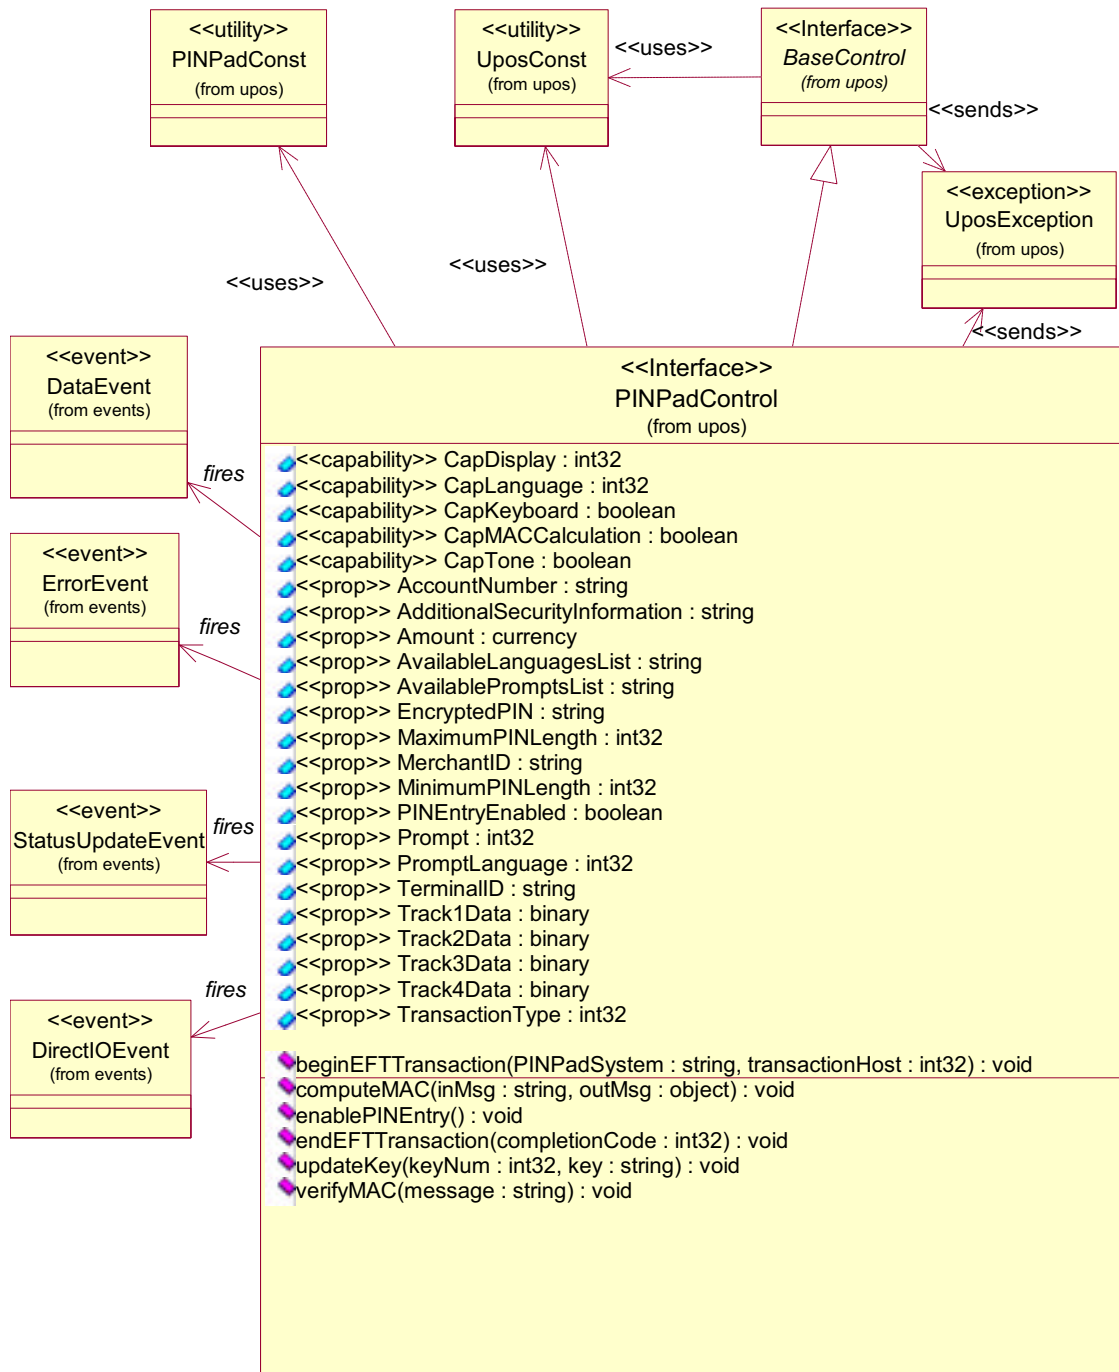 <<utility>>
PINPadConst
(from upos)
<<utility>>
UposConst
(from upos)
<<uses>>
<<Interface>>
BaseControl
(from upos)
<<sends>>
<<exception>>
UposException
(from upos)
<<uses>>
<<uses>>
<<sends>>
<<event>>
DataEvent
(from events)
fires
<<event>>
ErrorEvent
(from events)
fires
<<event>>
StatusUpdateEvent
(from events)
fires
<<event>>
DirectIOEvent
(from events)
fires
<<Interface>>
PINPadControl
(from upos)
<<capability>> CapDisplay : int32
<<capability>> CapLanguage : int32
<<capability>> CapKeyboard : boolean
<<capability>> CapMACCalculation : boolean
<<capability>> CapTone : boolean
<<prop>> AccountNumber : string
<<prop>> AdditionalSecurityInformation : string
<<prop>> Amount : currency
<<prop>> AvailableLanguagesList : string
<<prop>> AvailablePromptsList : string
<<prop>> EncryptedPIN : string
<<prop>> MaximumPINLength : int32
<<prop>> MerchantID : string
<<prop>> MinimumPINLength : int32
<<prop>> PINEntryEnabled : boolean
<<prop>> Prompt : int32
<<prop>> PromptLanguage : int32
<<prop>> TerminalID : string
<<prop>> Track1Data : binary
<<prop>> Track2Data : binary
<<prop>> Track3Data : binary
<<prop>> Track4Data : binary
<<prop>> TransactionType : int32
beginEFTTransaction(PINPadSystem : string, transactionHost : int32) : void
computeMAC(inMsg : string, outMsg : object) : void
enablePINEntry() : void
endEFTTransaction(completionCode : int32) : void
updateKey(keyNum : int32, key : string) : void
verifyMAC(message : string) : void